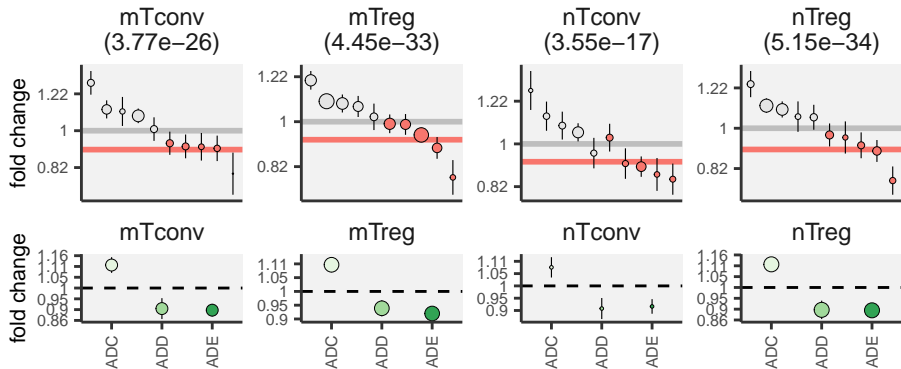 mTconv
(3.77e−26)
mTreg
(4.45e−33)
nTconv
(3.55e−17)
nTreg
(5.15e−34)
fold change
1.22
1
0.82
1.22
1
0.82
1.22
1
0.82
1.22
1
0.82
mTconv
mTreg
nTconv
nTreg
fold change
1.16
1.11
1.05
1
0.95
0.9
0.86
1.11
1.05
1
0.95
0.9
1.11
1.05
1
0.95
0.9
1.16
1.11
1.05
1
0.95
0.9
0.86
ADC
ADD
ADE
ADC
ADD
ADE
ADC
ADD
ADE
ADC
ADD
ADE